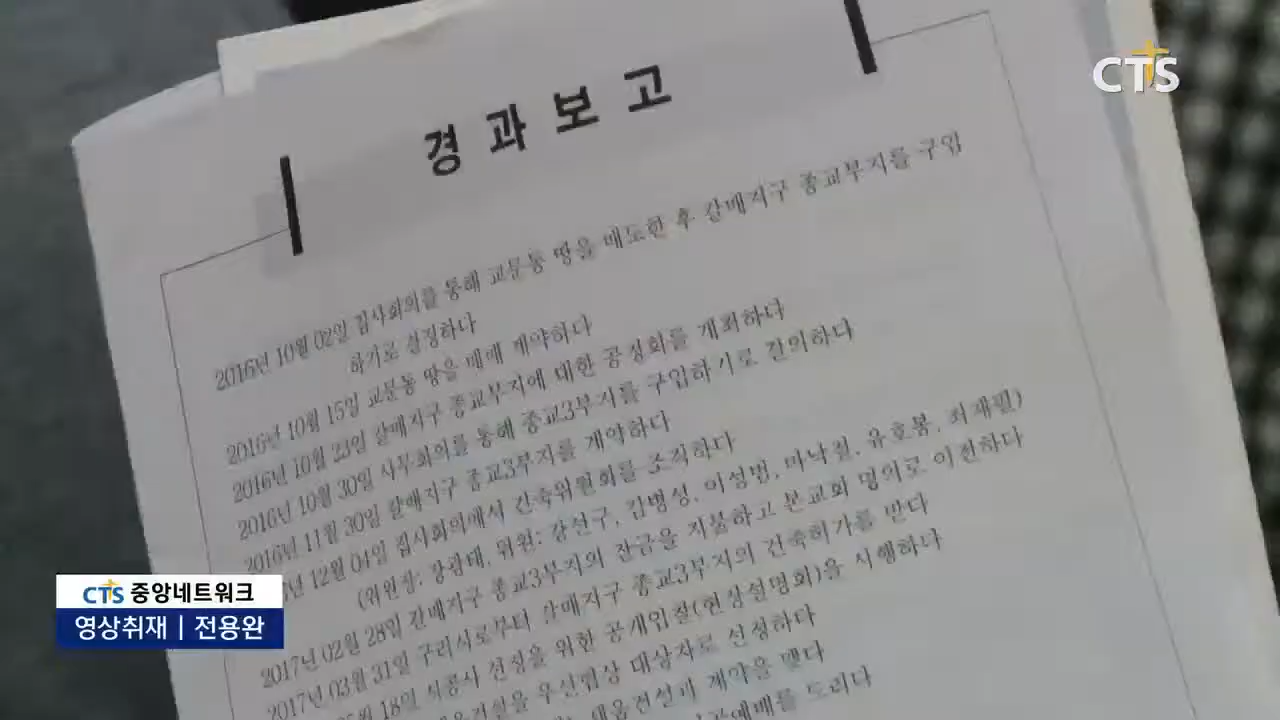 CTS
경과보고
2016년 10월 02일 집사회의를 통해 교문동 땅을 매도한 후 갈매지구 종교부지를 구입
하기로 결정하다
2016년 10월 15일 교문동 땅을 매매 계약하다
2016년 10월 23일 갈매지구 종교부지에 대한 공청회를 개최하다
2016년 10월 30일 사무회의를 통해 종교3부지를 구입하기로 결의하다
2016년 11월 30일 갈매지구 종교3부지를 계약하다
12월 04일 집사회의에서 건축위원회를 조직하다
(위원장: 강광태, 위원: 강선구, 김병성, 이성범, 마낙길, 유호봉, 최재필)
2017년 02월 28일 갈매지구 종교3부지의 잔금을 지불하고 본교회 명의로 이전하다
2017년 03월 31일 구리시로부터 갈매지구 종교3부지의 건축허가를 받다
18일 시공사 선정을 위한 공개입찰(현장설명회)을 시행하다
우선협상 대상자로 선정하다
계약을 맺다
드리다
CTS 중앙네트워크
영상취재 | 전용완